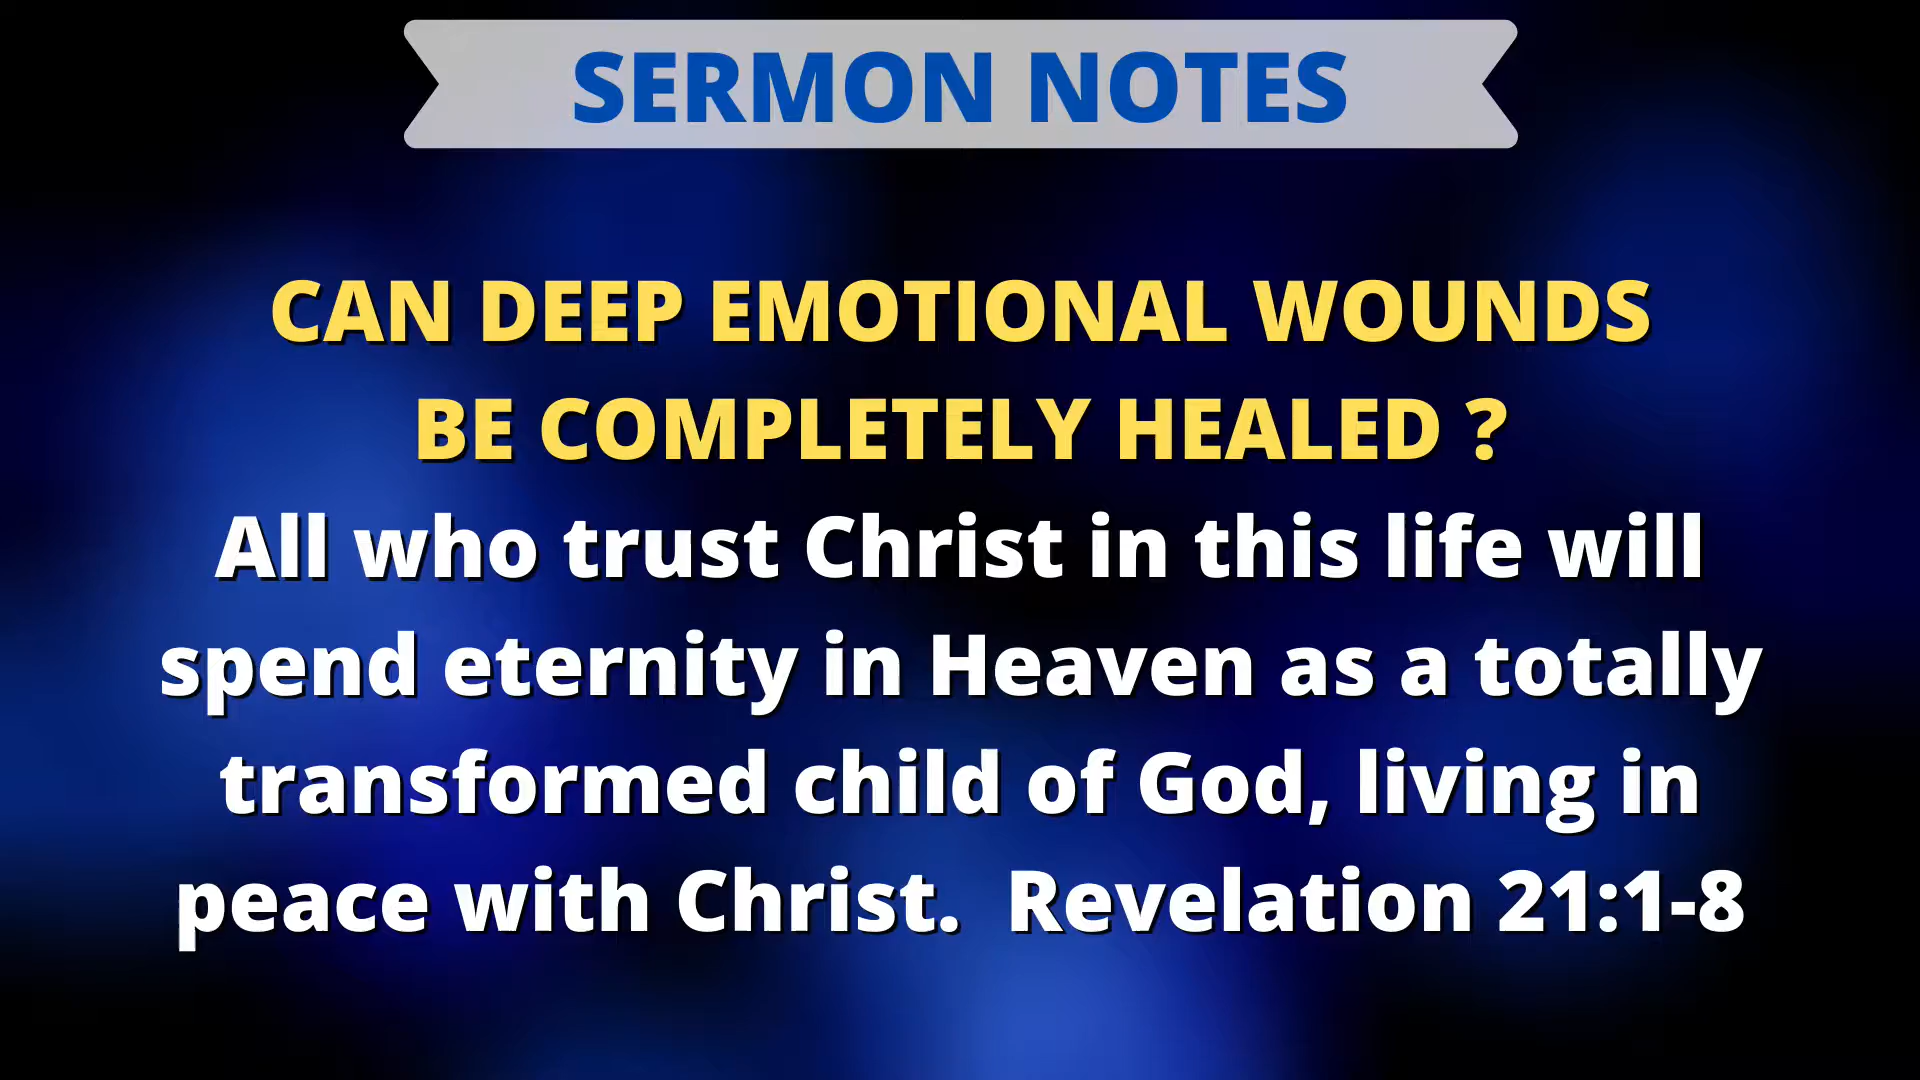 SERMON NOTES
CAN DEEP EMOTIONAL WOUNDS
BE COMPLETELY HEALED ?
All who trust Christ in this life will
spend eternity in Heaven as a totally
transformed child of God, living in
peace with Christ.  Revelation 21:1-8